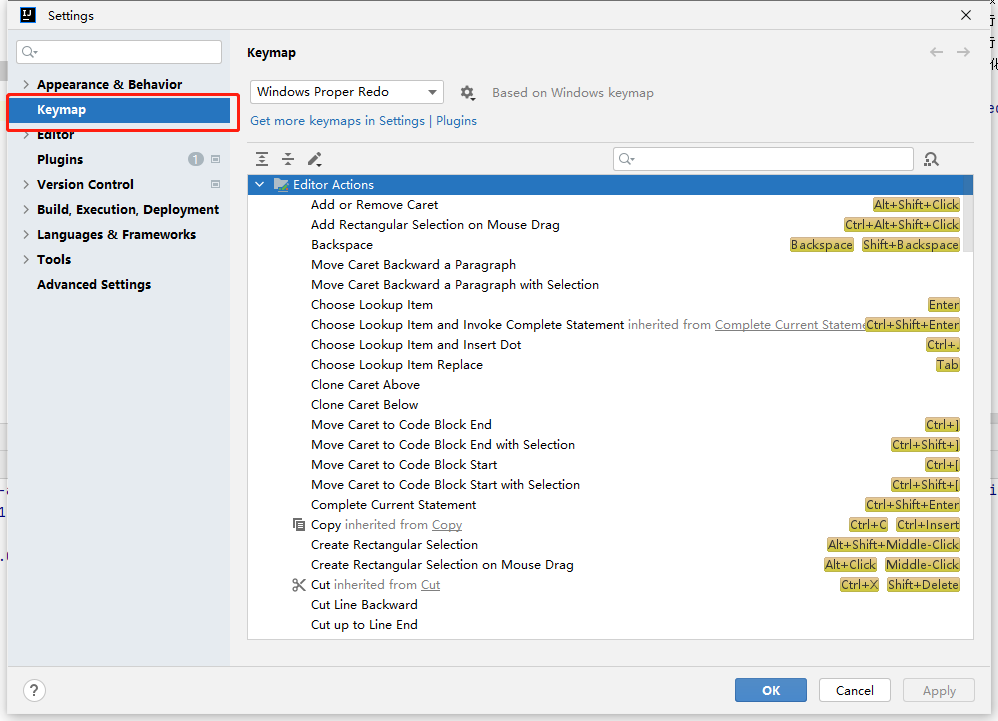 IJ Settings
Keymap
Appearance & Behavior
Keymap
Editor
Plugins 1
Version Control
Build, Execution, Deployment
Languages & Frameworks
Tools
Advanced Settings
Windows Proper Redo Based on Windows keymap
Get more keymaps in Settings | Plugins
Editor Actions
Add or Remove Caret Alt+Shift+Click
Add Rectangular Selection on Mouse Drag Ctrl+Alt+Shift+Click
Backspace Backspace Shift+Backspace
Move Caret Backward a Paragraph
Move Caret Backward a Paragraph with Selection
Choose Lookup Item Enter
Choose Lookup Item and Invoke Complete Statement inherited from Complete Current Stateme Ctrl+Shift+Enter
Choose Lookup Item and Insert Dot Ctrl+.
Choose Lookup Item Replace Tab
Clone Caret Above
Clone Caret Below
Move Caret to Code Block End Ctrl+]
Move Caret to Code Block End with Selection Ctrl+Shift+]
Move Caret to Code Block Start Ctrl+[
Move Caret to Code Block Start with Selection Ctrl+Shift+[
Complete Current Statement Ctrl+Shift+Enter
Copy inherited from Copy Ctrl+C Ctrl+Insert
Create Rectangular Selection Alt+Shift+Middle-Click
Create Rectangular Selection on Mouse Drag Alt+Click Middle-Click
Cut inherited from Cut Ctrl+X Shift+Delete
Cut Line Backward
Cut up to Line End
? OK Cancel Apply